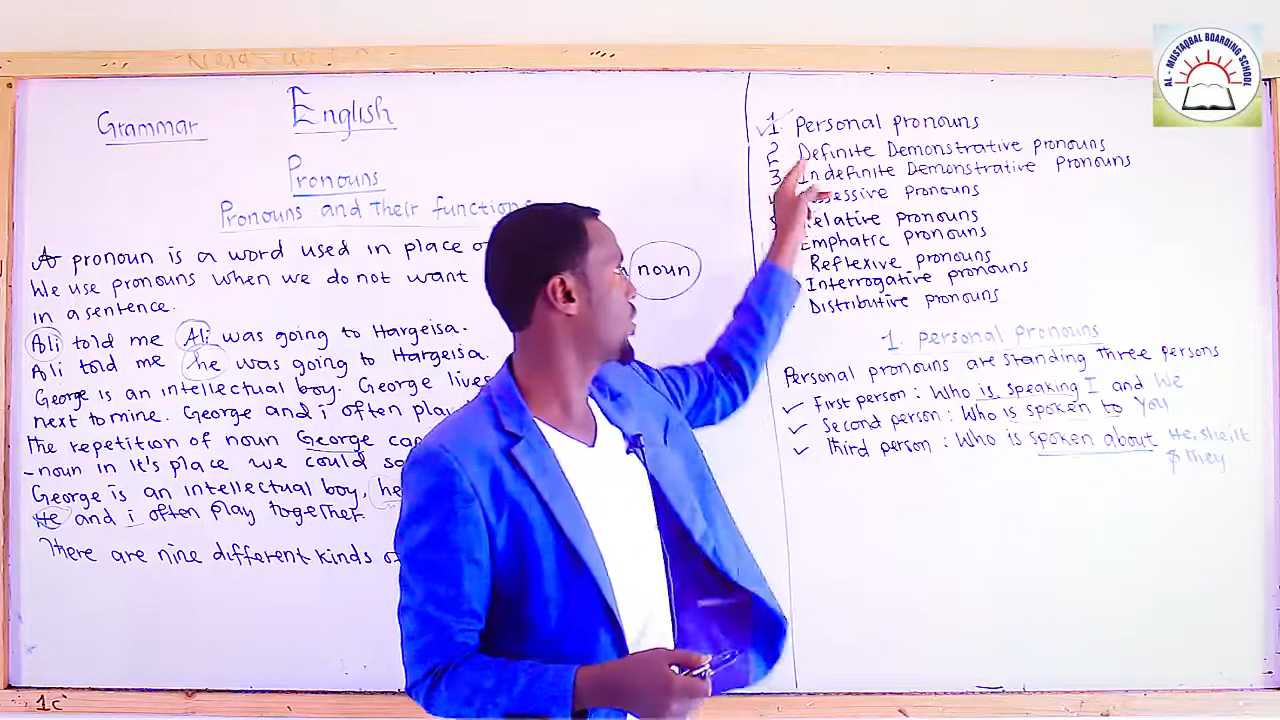 AL - MUSTAQBAL BOARDING SCHOOL
Grammar
English
Pronouns
Pronouns and Their functions
A pronoun is a word used in place
noun
We use pronouns when we do not want
in a sentence.
Ali told me Ali was going to Hargeisa.
Ali told me he was going to Hargeisa.
George is an intellectual boy. George lives
next to mine. George and i often play
The repetition of noun George can
-noun in it's place we could
George is an intellectual boy, he
He and i often play together.
There are nine different kinds
1. Personal pronouns
2 Definite Demonstrative pronouns
3. Indefinite Demonstrative pronouns
pronouns
pronouns
pronouns
Reflexive pronouns
Interrogative pronouns
Distributive pronouns
1. personal pronouns
Personal pronouns are standing three persons
✓ First person : Who is speaking I and We
✓ Second person : Who is spoken to You
✓ Third person : Who is spoken about He, she, it
$ they
1c